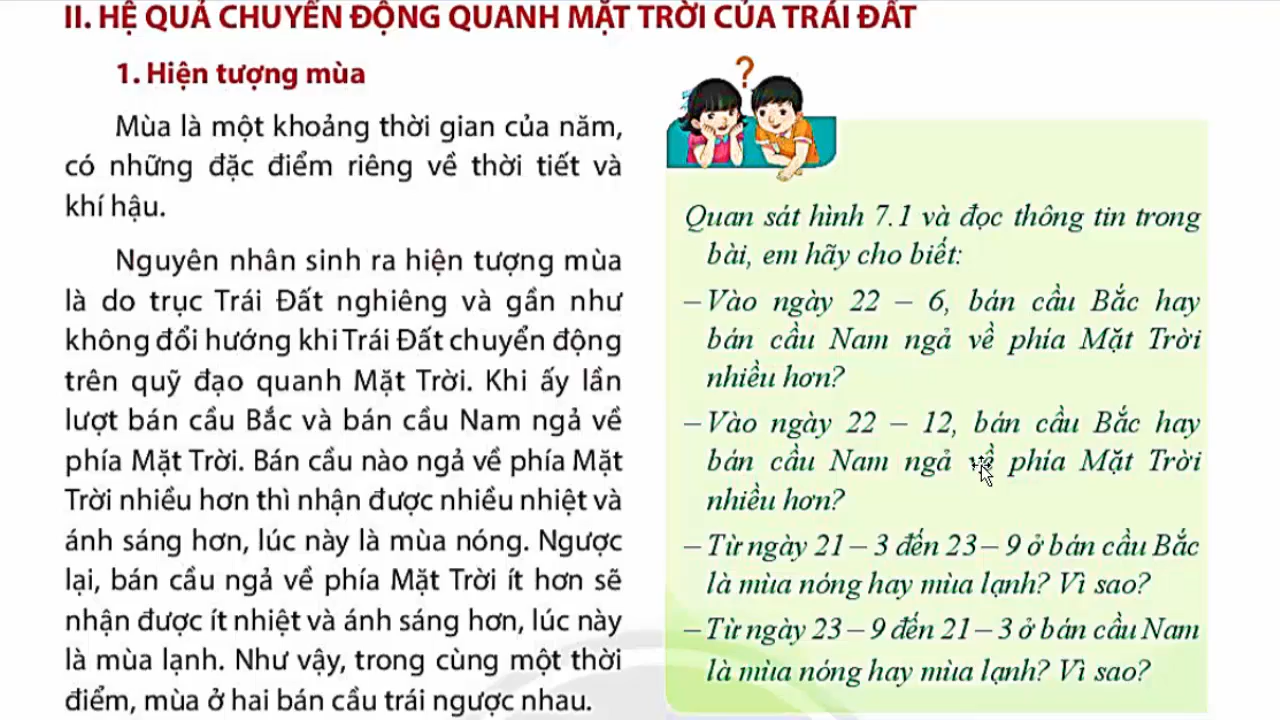 II. HỆ QUẢ CHUYỂN ĐỘNG QUANH MẶT TRỜI CỦA TRÁI ĐẤT
1. Hiện tượng mùa
Mùa là một khoảng thời gian của năm,
có những đặc điểm riêng về thời tiết và
khí hậu.
Nguyên nhân sinh ra hiện tượng mùa
là do trục Trái Đất nghiêng và gần như
không đổi hướng khi Trái Đất chuyển động
trên quỹ đạo quanh Mặt Trời. Khi ấy lần
lượt bán cầu Bắc và bán cầu Nam ngả về
phía Mặt Trời. Bán cầu nào ngả về phía Mặt
Trời nhiều hơn thì nhận được nhiều nhiệt và
ánh sáng hơn, lúc này là mùa nóng. Ngược
lại, bán cầu ngả về phía Mặt Trời ít hơn sẽ
nhận được ít nhiệt và ánh sáng hơn, lúc này
là mùa lạnh. Như vậy, trong cùng một thời
điểm, mùa ở hai bán cầu trái ngược nhau.
?
Quan sát hình 7.1 và đọc thông tin trong
bài, em hãy cho biết:
– Vào ngày 22 – 6, bán cầu Bắc hay
bán cầu Nam ngả về phía Mặt Trời
nhiều hơn?
– Vào ngày 22 – 12, bán cầu Bắc hay
bán cầu Nam ngả về phía Mặt Trời
nhiều hơn?
– Từ ngày 21 – 3 đến 23 – 9 ở bán cầu Bắc
là mùa nóng hay mùa lạnh? Vì sao?
– Từ ngày 23 – 9 đến 21 – 3 ở bán cầu Nam
là mùa nóng hay mùa lạnh? Vì sao?